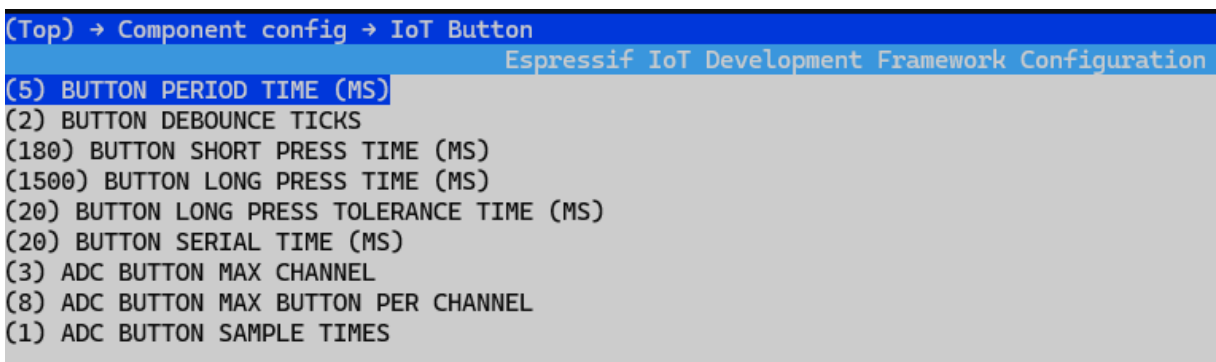 (Top) → Component config → IoT Button
Espressif IoT Development Framework Configuration
(5) BUTTON PERIOD TIME (MS)
(2) BUTTON DEBOUNCE TICKS
(180) BUTTON SHORT PRESS TIME (MS)
(1500) BUTTON LONG PRESS TIME (MS)
(20) BUTTON LONG PRESS TOLERANCE TIME (MS)
(20) BUTTON SERIAL TIME (MS)
(3) ADC BUTTON MAX CHANNEL
(8) ADC BUTTON MAX BUTTON PER CHANNEL
(1) ADC BUTTON SAMPLE TIMES